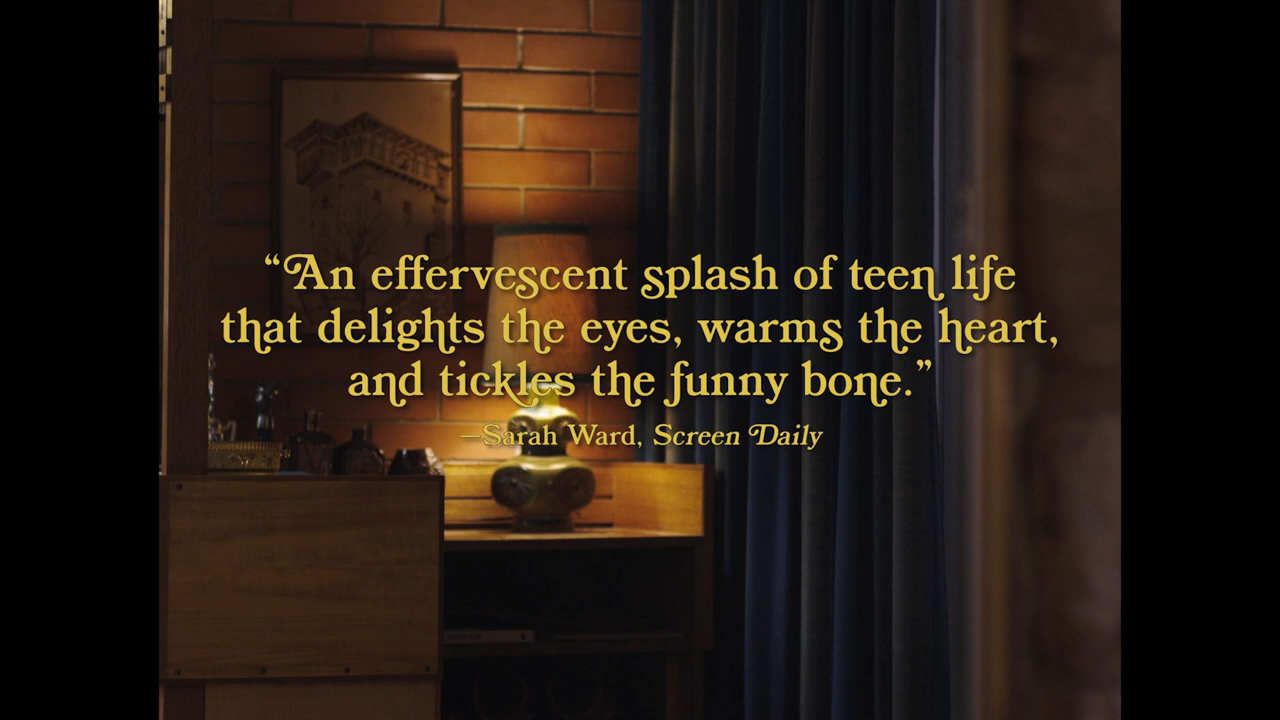 “An effervescent splash of teen life
that delights the eyes, warms the heart,
and tickles the funny bone.”
—Sarah Ward, Screen Daily